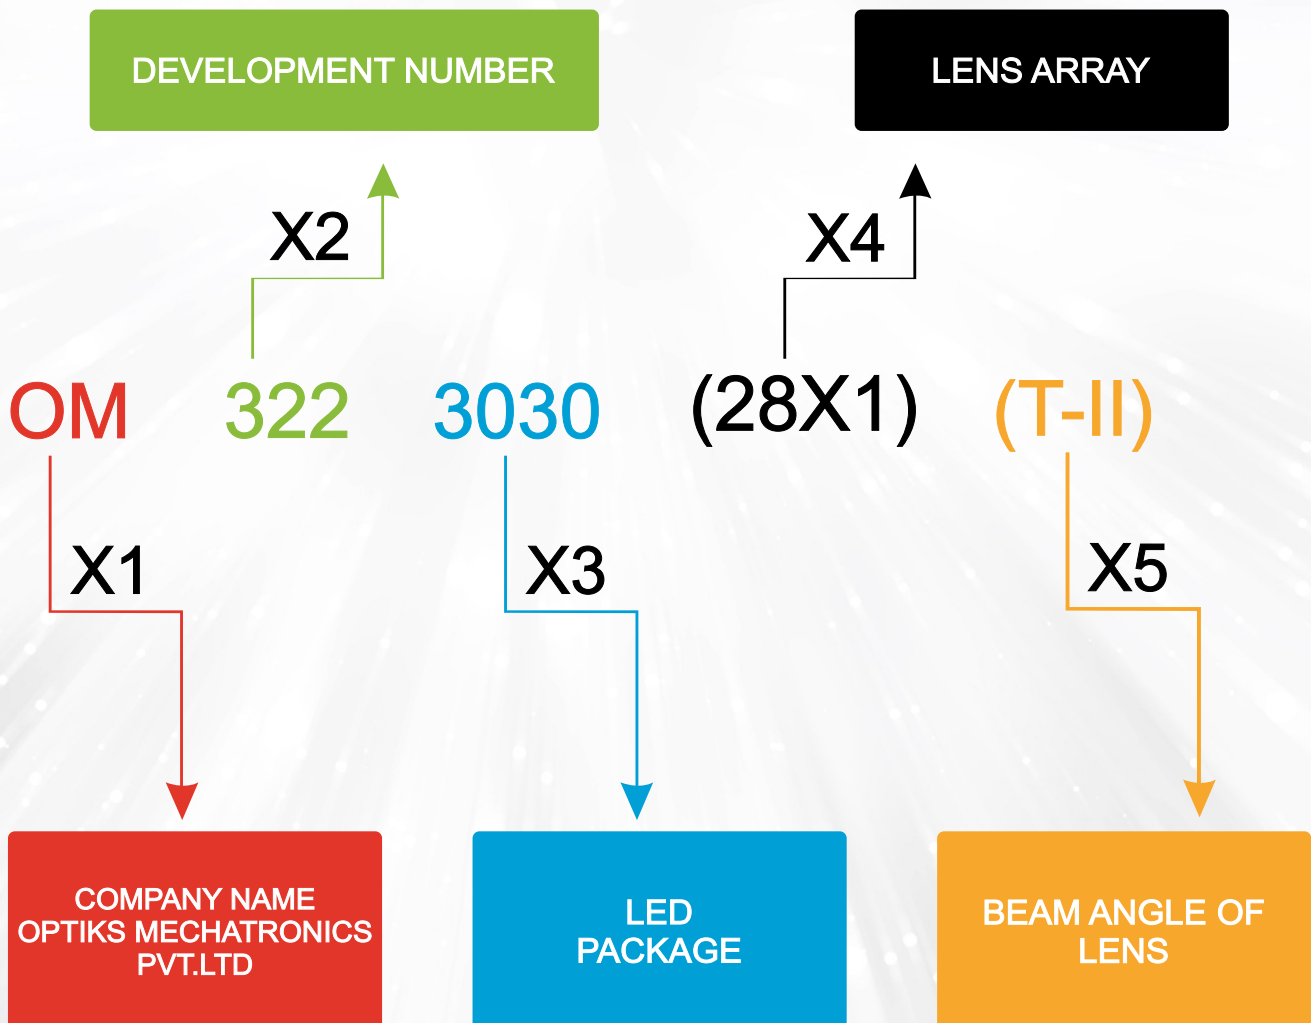 DEVELOPMENT NUMBER
LENS ARRAY
X2
X4
OM 322 3030 (28X1) (T-II)
X1
X3
X5
COMPANY NAME
OPTIKS MECHATRONICS
PVT.LTD
LED
PACKAGE
BEAM ANGLE OF
LENS